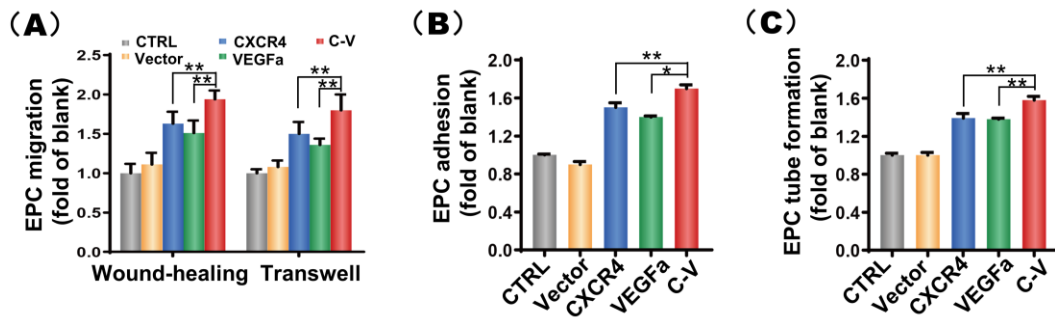 (A)
CTRL
CXCR4
C-V
Vector
VEGFa
EPC migration
(fold of blank)
2.5
2.0
1.5
1.0
0.5
0.0
**
**
**
**
Wound-healing
Transwell
(B)
EPC adhesion
(fold of blank)
2.0
1.6
1.2
0.8
0.4
0.0
**
*
CTRL
Vector
CXCR4
VEGFa
C-V
(C)
EPC tube formation
(fold of blank)
2.0
1.6
1.2
0.8
0.4
0.0
**
**
CTRL
Vector
CXCR4
VEGFa
C-V